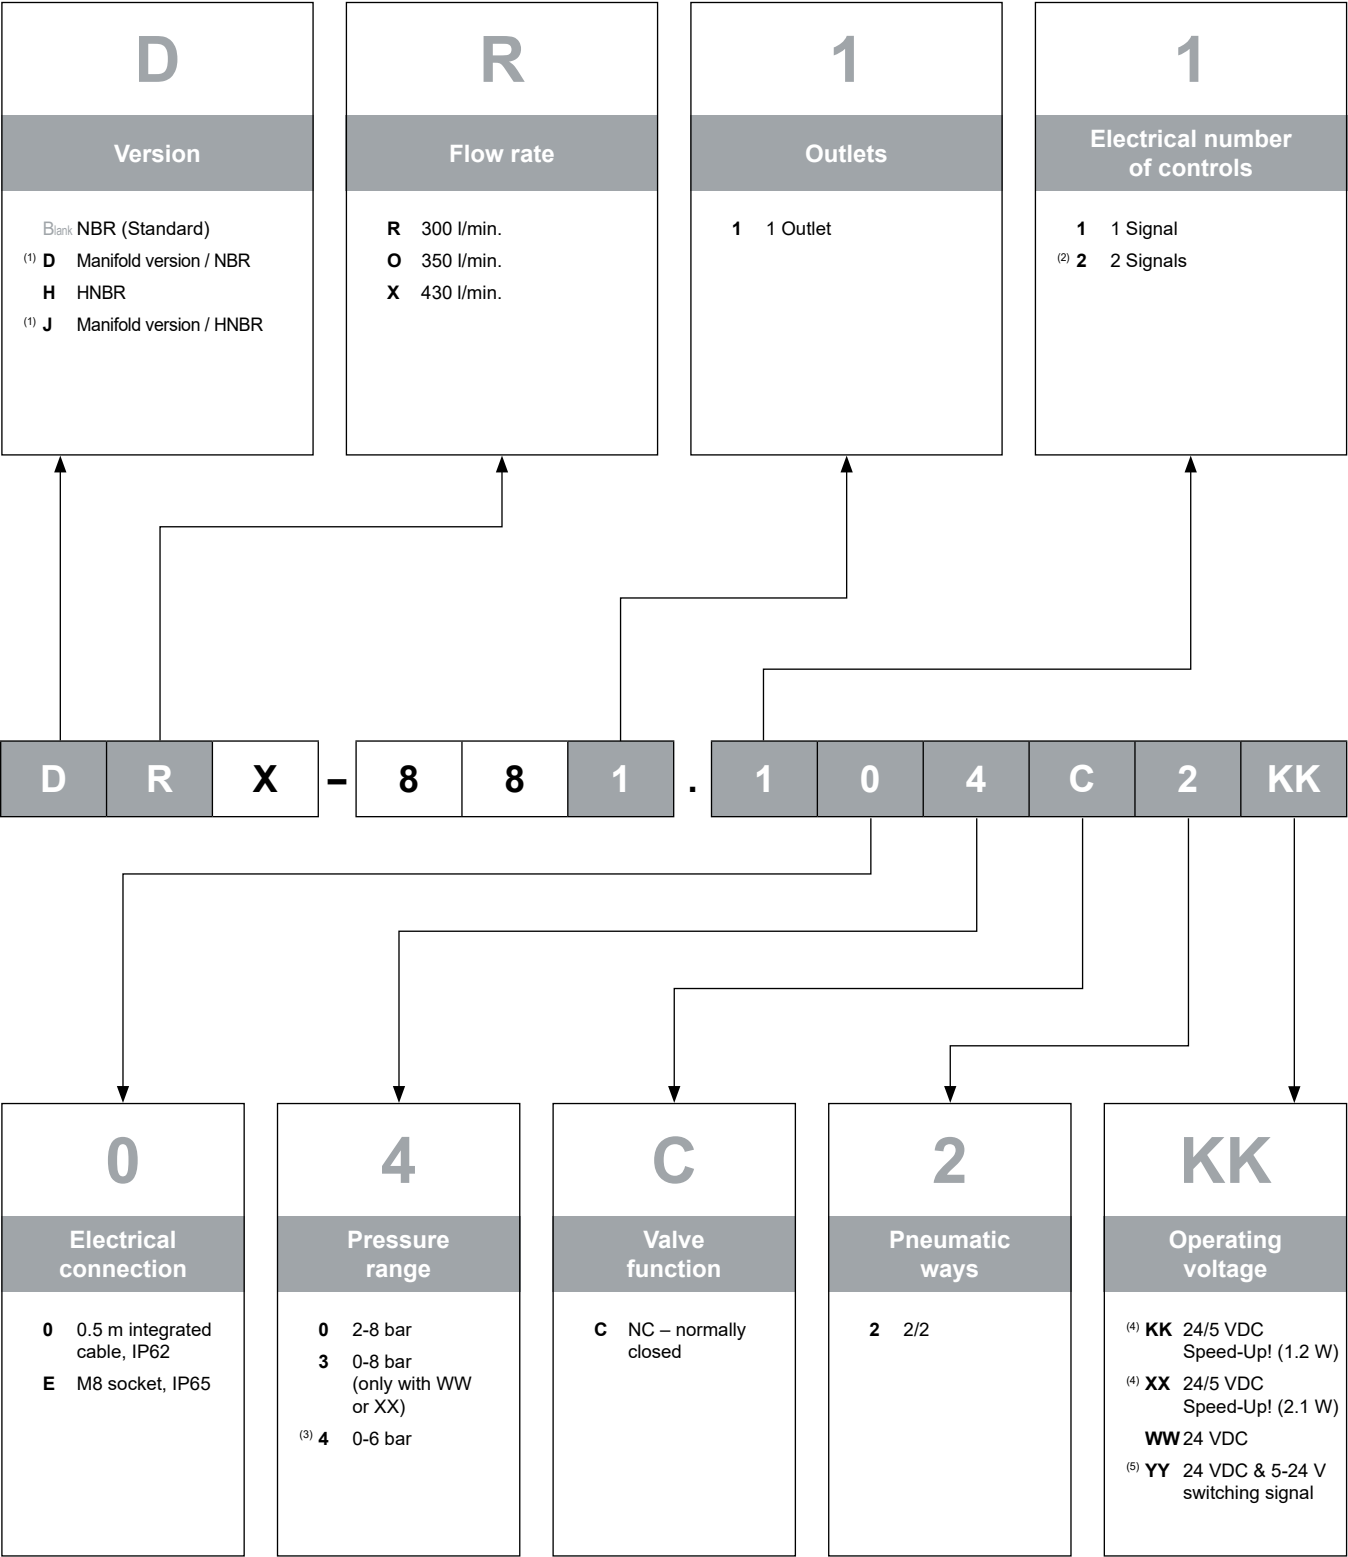 D
Version
Blank NBR (Standard)
(1) D Manifold version / NBR
H HNBR
(1) J Manifold version / HNBR
R
Flow rate
R 300 l/min.
O 350 l/min.
X 430 l/min.
1
Outlets
1 1 Outlet
1
Electrical number
of controls
1 1 Signal
(2) 2 2 Signals
D R X – 8 8 1 . 1 0 4 C 2 KK
0
Electrical
connection
0 0.5 m integrated
cable, IP62
E M8 socket, IP65
4
Pressure
range
0 2-8 bar
3 0-8 bar
(only with WW
or XX)
(3) 4 0-6 bar
C
Valve
function
C NC – normally
closed
2
Pneumatic
ways
2 2/2
KK
Operating
voltage
(4) KK 24/5 VDC
Speed-Up! (1.2 W)
(4) XX 24/5 VDC
Speed-Up! (2.1 W)
WW 24 VDC
(5) YY 24 VDC & 5-24 V
switching signal